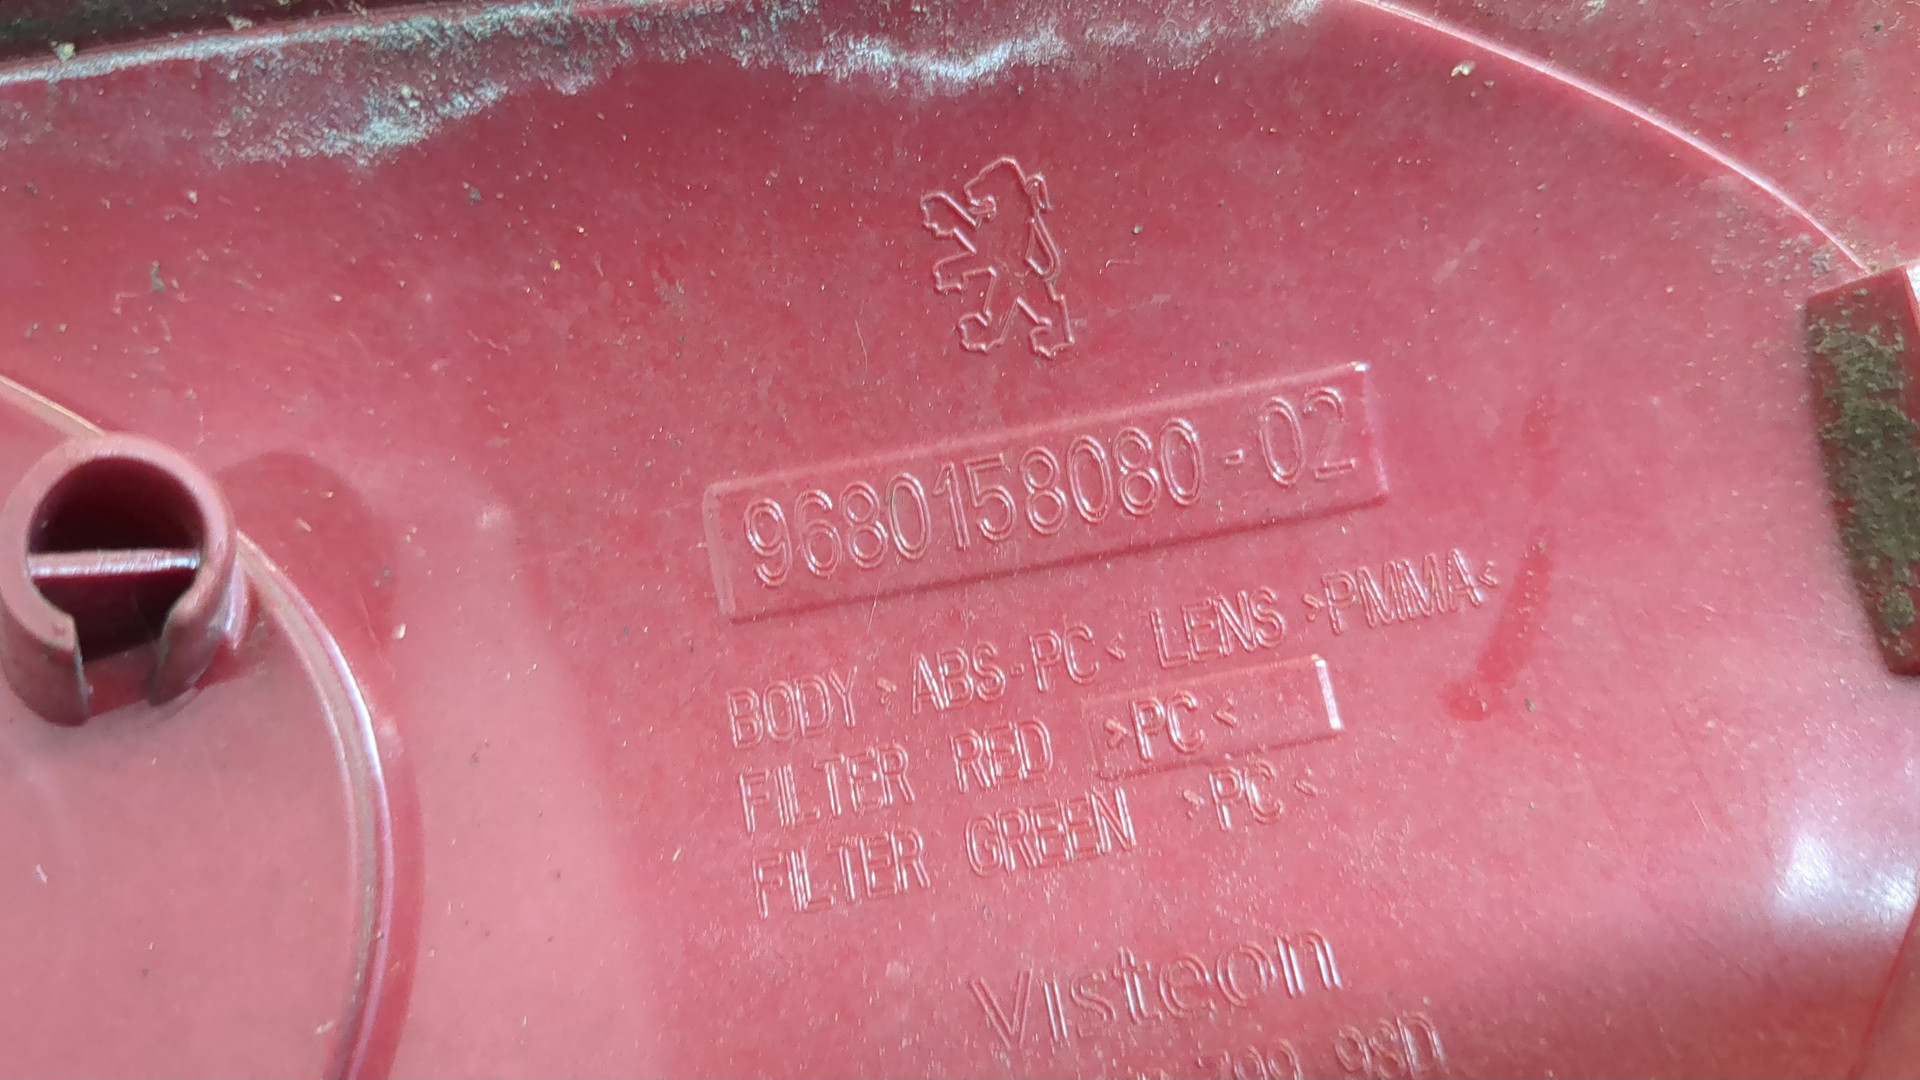 9680158080-02
BODY >ABS-PC< LENS >PMMA<
FILTER RED >PC<
FILTER GREEN >PC<
Visteon